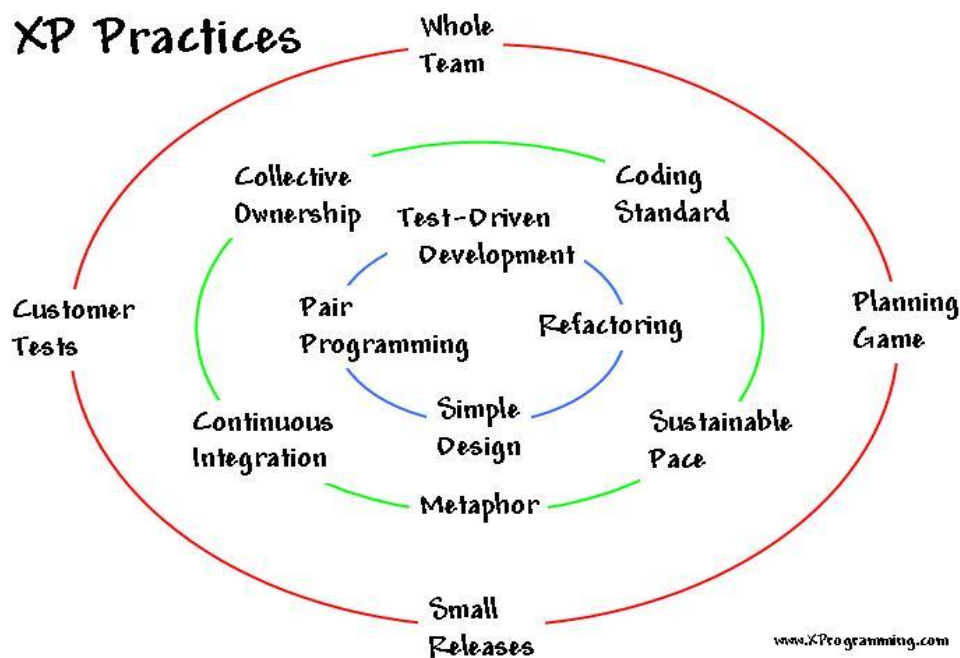 XP Practices
Whole
Team
Collective
Ownership
Coding
Standard
Test-Driven
Development
Customer
Tests
Pair
Programming
Refactoring
Planning
Game
Continuous
Integration
Simple
Design
Sustainable
Pace
Metaphor
Small
Releases
www.XProgramming.com